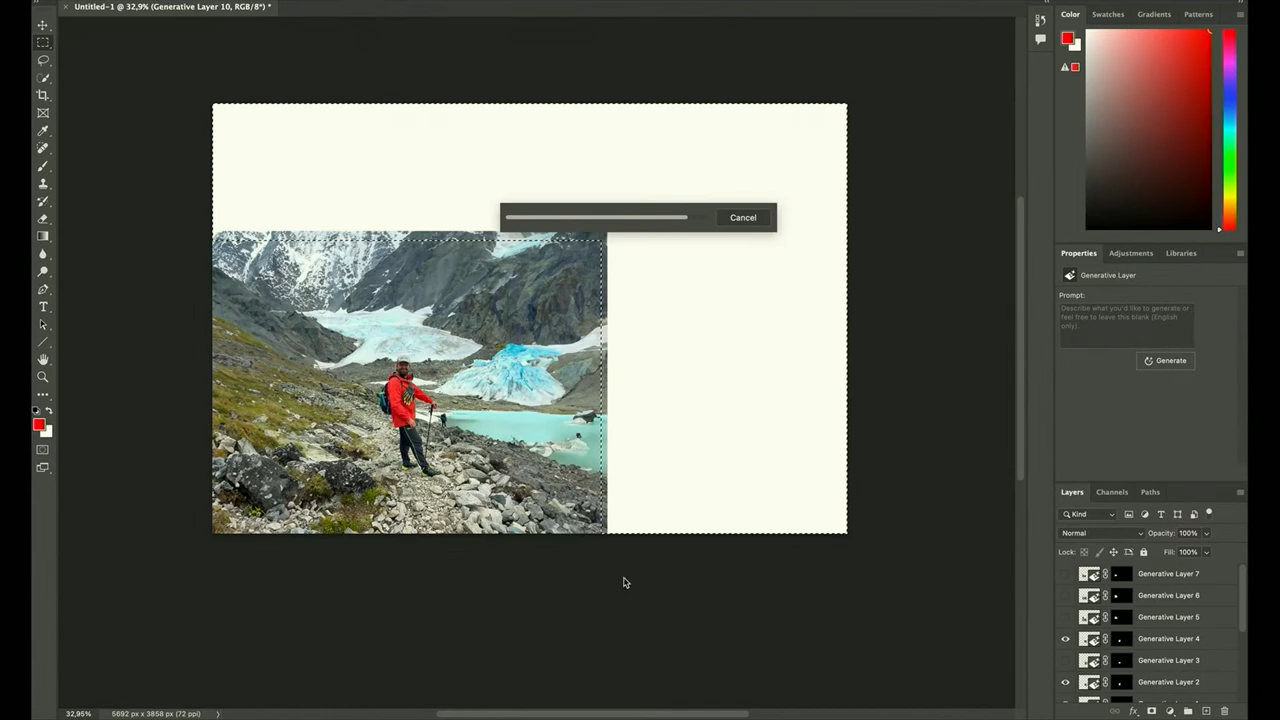 Untitled-1 @ 32,9% (Generative Layer 10, RGB/8*) *
Color Swatches Gradients Patterns
Cancel
Properties Adjustments Libraries
Generative Layer
Prompt:
Describe what you'd like to generate or
feel free to leave this blank (English
only).
Generate
Layers Channels Paths
Kind
Normal Opacity: 100%
Lock: Fill: 100%
Generative Layer 7
Generative Layer 6
Generative Layer 5
Generative Layer 4
Generative Layer 3
Generative Layer 2
32,95% 5692 px x 3858 px (72 ppi)